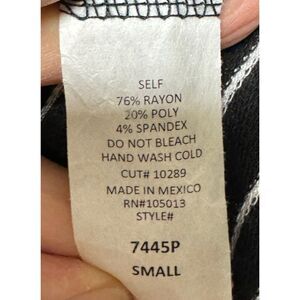 SELF
76% RAYON
20% POLY
4% SPANDEX
DO NOT BLEACH
HAND WASH COLD
CUT# 10289
MADE IN MEXICO
RN#105013
STYLE#
7445P
SMALL